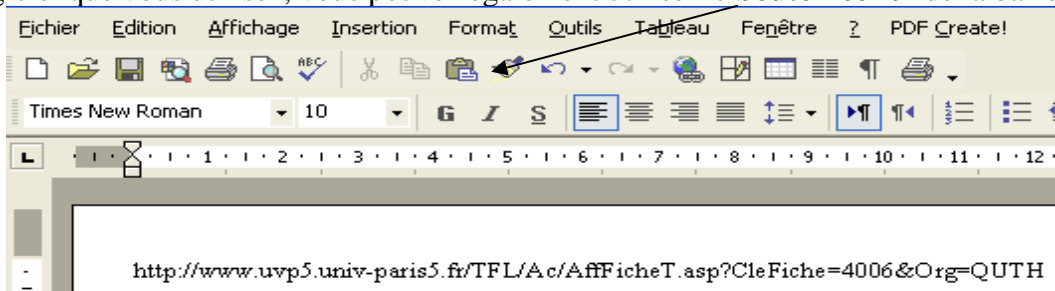 Fichier Edition Affichage Insertion Format Outils Tableau Fenêtre ? PDF Create!
ABC
Times New Roman 10 G I S
L 1 2 3 4 5 6 7 8 9 10 11 12
http://www.uvp5.univ-paris5.fr/TFL/Ac/AffFicheT.asp?CleFiche=4006&Org=QUTH